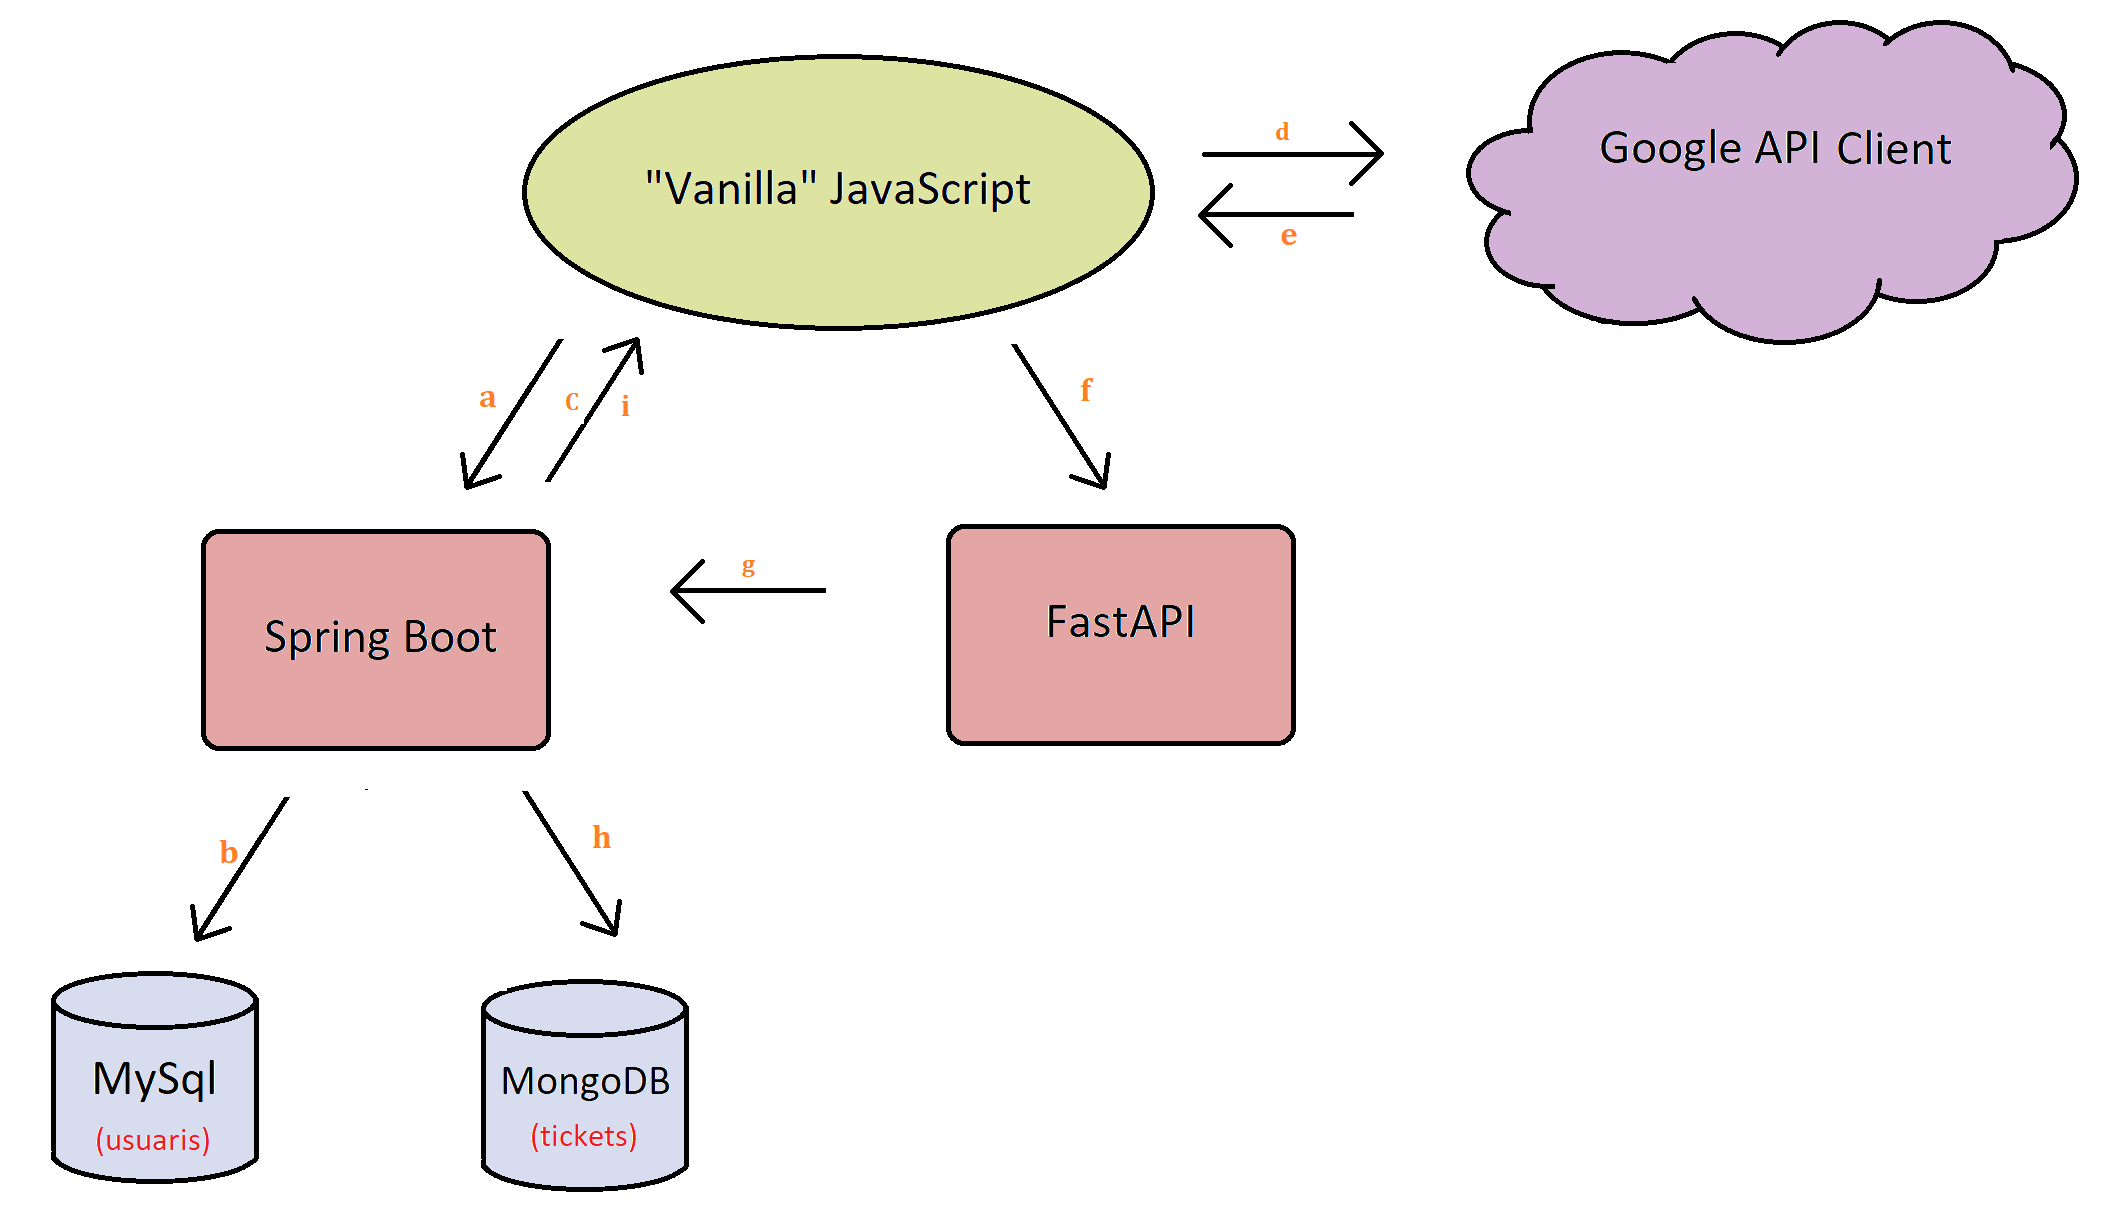 "Vanilla" JavaScript
d
e
Google API Client
a
c
i
f
Spring Boot
g
FastAPI
b
h
MySql
(usuaris)
MongoDB
(tickets)